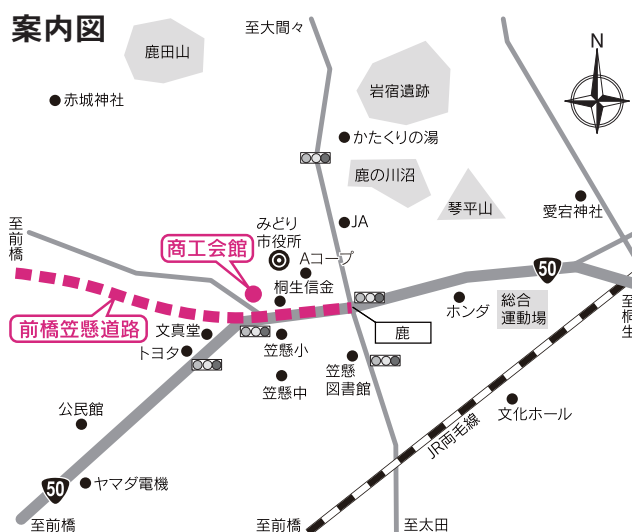 案内図
至大間々
N
鹿田山
岩宿遺跡
赤城神社
かたくりの湯
鹿の川沼
琴平山
愛宕神社
至前橋
みどり
市役所
JA
商工会館
Aコープ
50
桐生信金
至桐生
ホンダ
総合
運動場
前橋笠懸道路
文真堂
鹿
トヨタ
笠懸小
笠懸
図書館
笠懸中
公民館
文化ホール
JR両毛線
ヤマダ電機
50
至前橋
至前橋
至太田